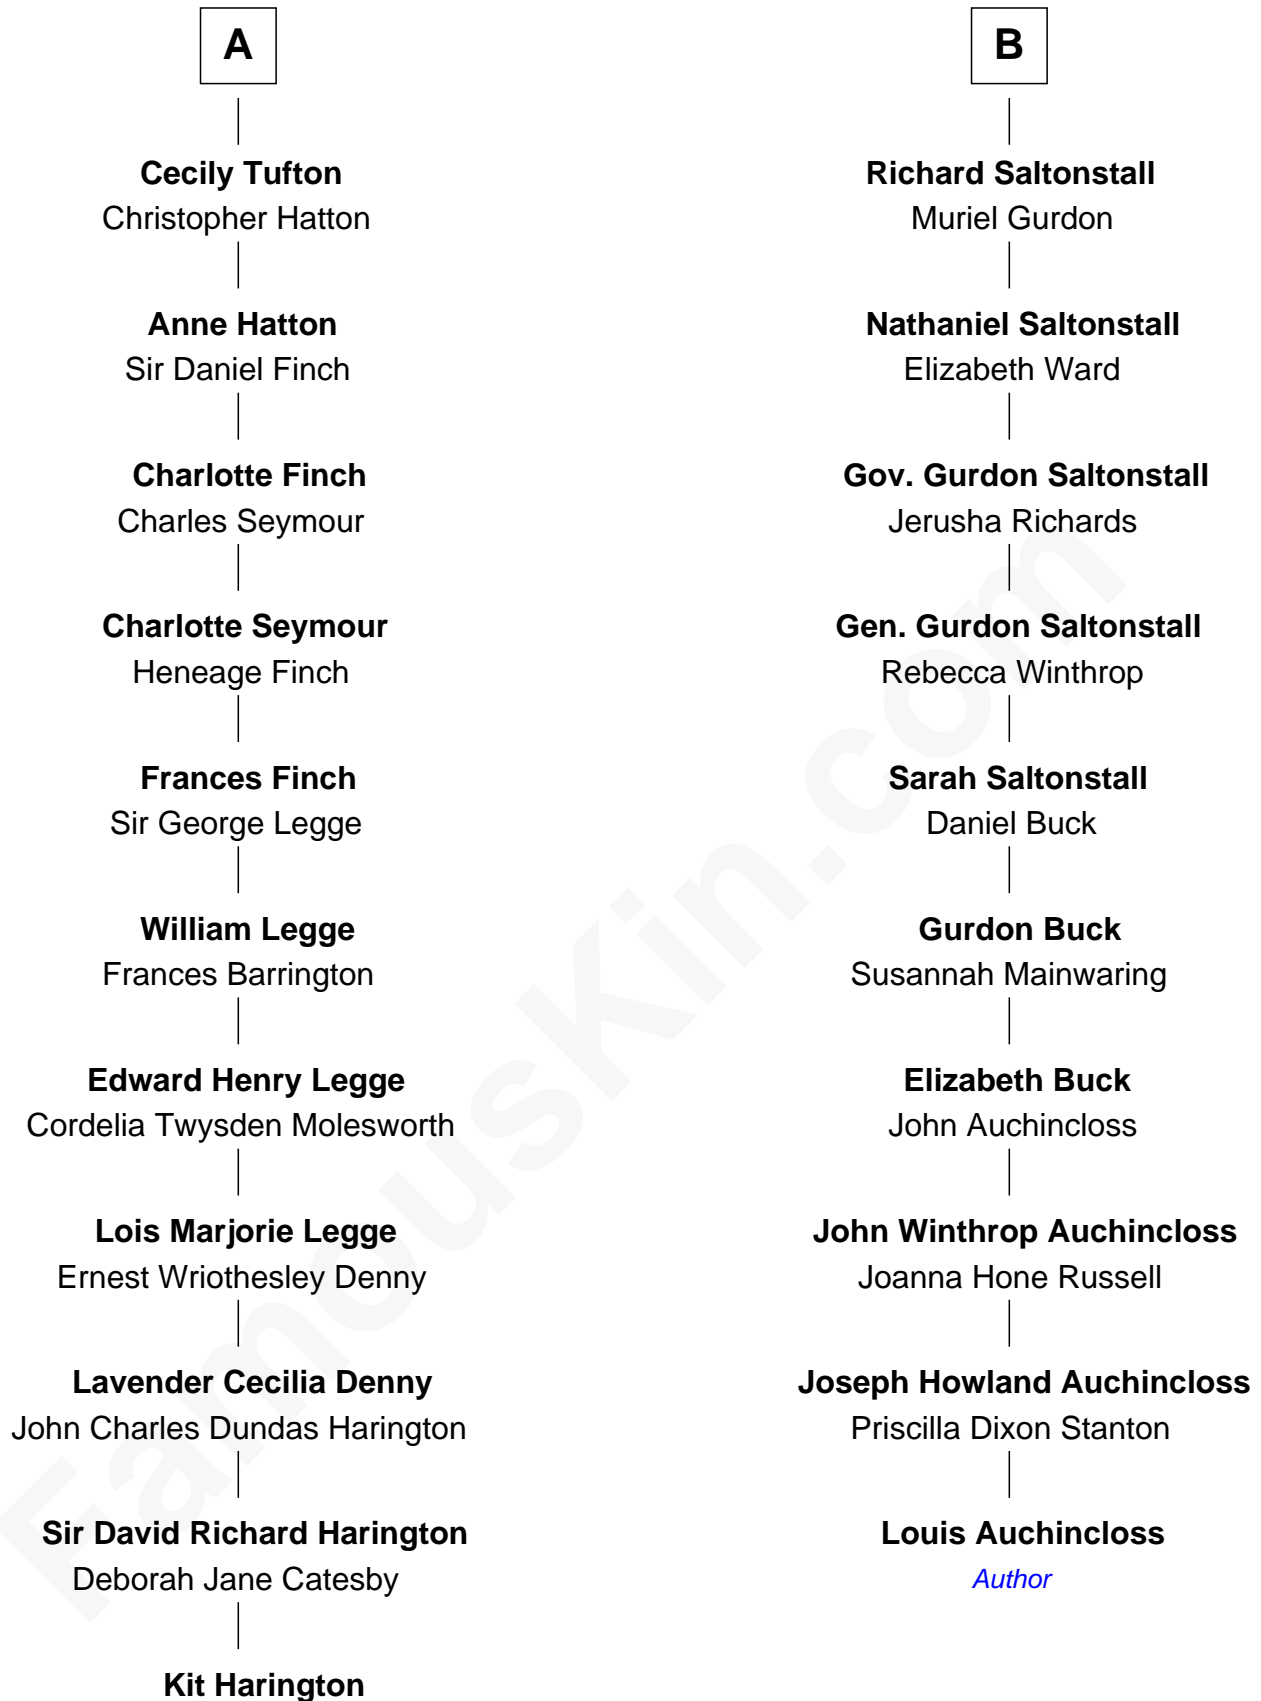 A
Cecily Tufton
Christopher Hatton
Anne Hatton
Sir Daniel Finch
Charlotte Finch
Charles Seymour
Charlotte Seymour
Heneage Finch
Frances Finch
Sir George Legge
William Legge
Frances Barrington
Edward Henry Legge
Cordelia Twysden Molesworth
Lois Marjorie Legge
Ernest Wriothesley Denny
Lavender Cecilia Denny
John Charles Dundas Harington
Sir David Richard Harington
Deborah Jane Catesby
Kit Harington
B
Richard Saltonstall
Muriel Gurdon
Nathaniel Saltonstall
Elizabeth Ward
Gov. Gurdon Saltonstall
Jerusha Richards
Gen. Gurdon Saltonstall
Rebecca Winthrop
Sarah Saltonstall
Daniel Buck
Gurdon Buck
Susannah Mainwaring
Elizabeth Buck
John Auchincloss
John Winthrop Auchincloss
Joanna Hone Russell
Joseph Howland Auchincloss
Priscilla Dixon Stanton
Louis Auchincloss
Author
FamousKin.com